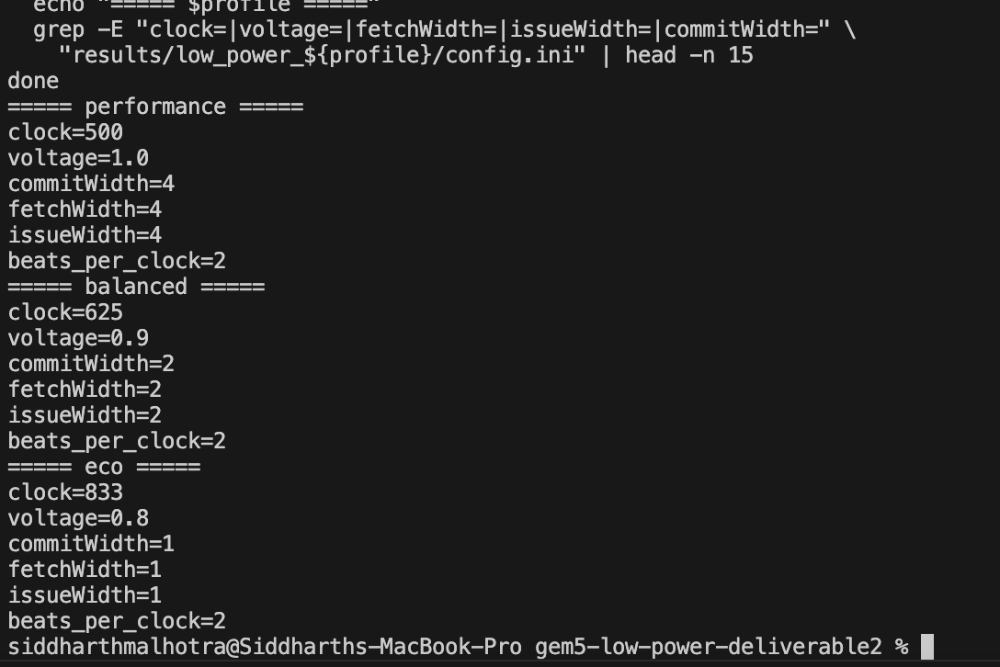 echo "===== $profile ====="
grep -E "clock=|voltage=|fetchWidth=|issueWidth=|commitWidth=" \
"results/low_power_${profile}/config.ini" | head -n 15
done
===== performance =====
clock=500
voltage=1.0
commitWidth=4
fetchWidth=4
issueWidth=4
beats_per_clock=2
===== balanced =====
clock=625
voltage=0.9
commitWidth=2
fetchWidth=2
issueWidth=2
beats_per_clock=2
===== eco =====
clock=833
voltage=0.8
commitWidth=1
fetchWidth=1
issueWidth=1
beats_per_clock=2
siddharthmalhotra@Siddharths-MacBook-Pro gem5-low-power-deliverable2 %